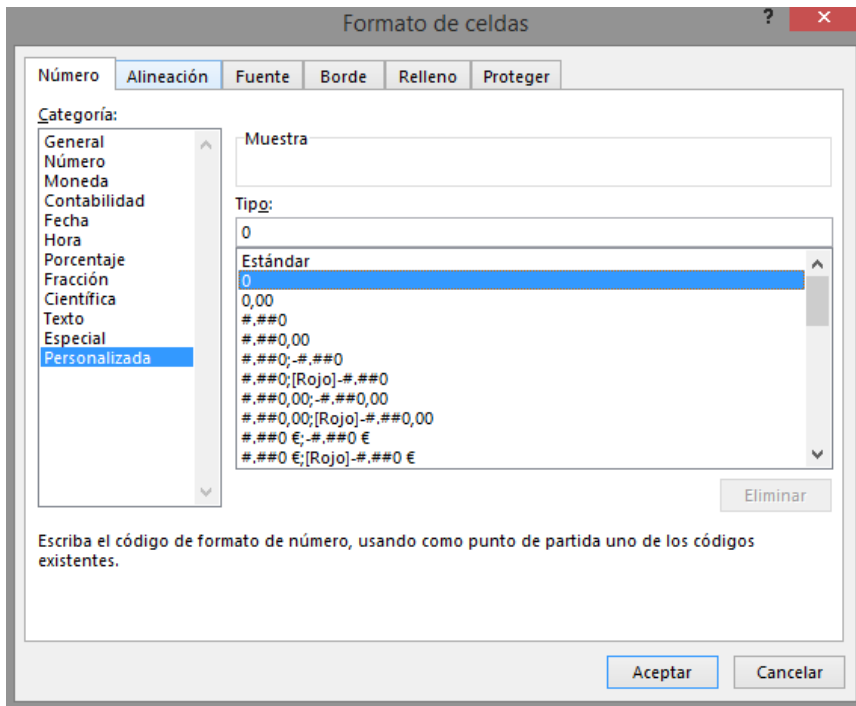 Formato de celdas
?
Número
Alineación
Fuente
Borde
Relleno
Proteger
Categoría:
General
Número
Moneda
Contabilidad
Fecha
Hora
Porcentaje
Fracción
Científica
Texto
Especial
Personalizada
Muestra
Tipo:
0
Estándar
0
0,00
#.##0
#.##0,00
#.##0;-#.##0
#.##0;[Rojo]-#.##0
#.##0,00;-#.##0,00
#.##0,00;[Rojo]-#.##0,00
#.##0 €;-#.##0 €
#.##0 €;[Rojo]-#.##0 €
Eliminar
Escriba el código de formato de número, usando como punto de partida uno de los códigos
existentes.
Aceptar
Cancelar